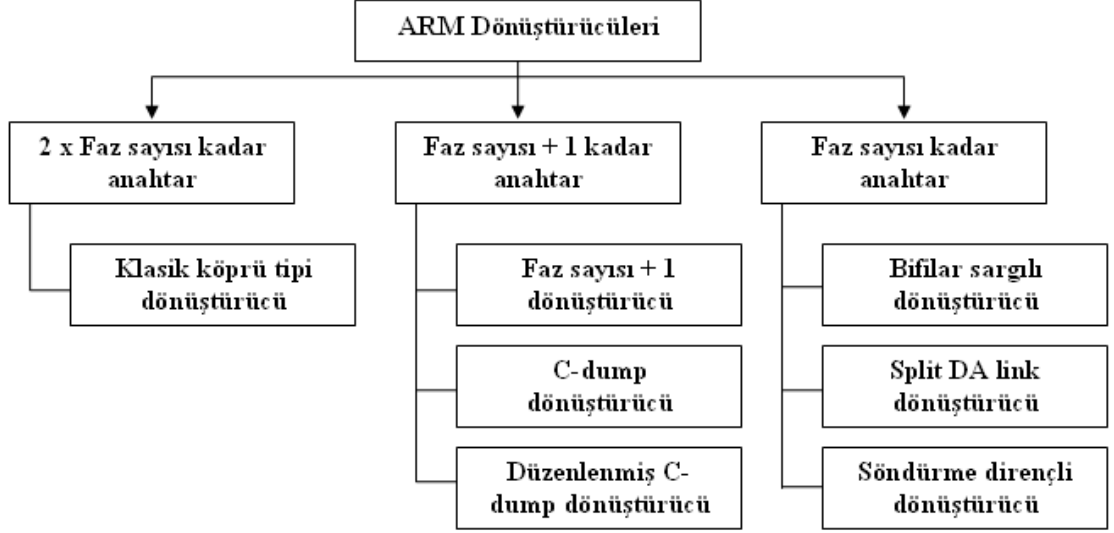 ARM Dönüştürücüleri
2 x Faz sayısı kadar
anahtar
Faz sayısı + 1 kadar
anahtar
Faz sayısı kadar
anahtar
Klasik köprü tipi
dönüştürücü
Faz sayısı + 1
dönüştürücü
Bifilar sargılı
dönüştürücü
C-dump
dönüştürücü
Split DA link
dönüştürücü
Düzenlenmiş C-
dump dönüştürücü
Söndürme dirençli
dönüştürücü